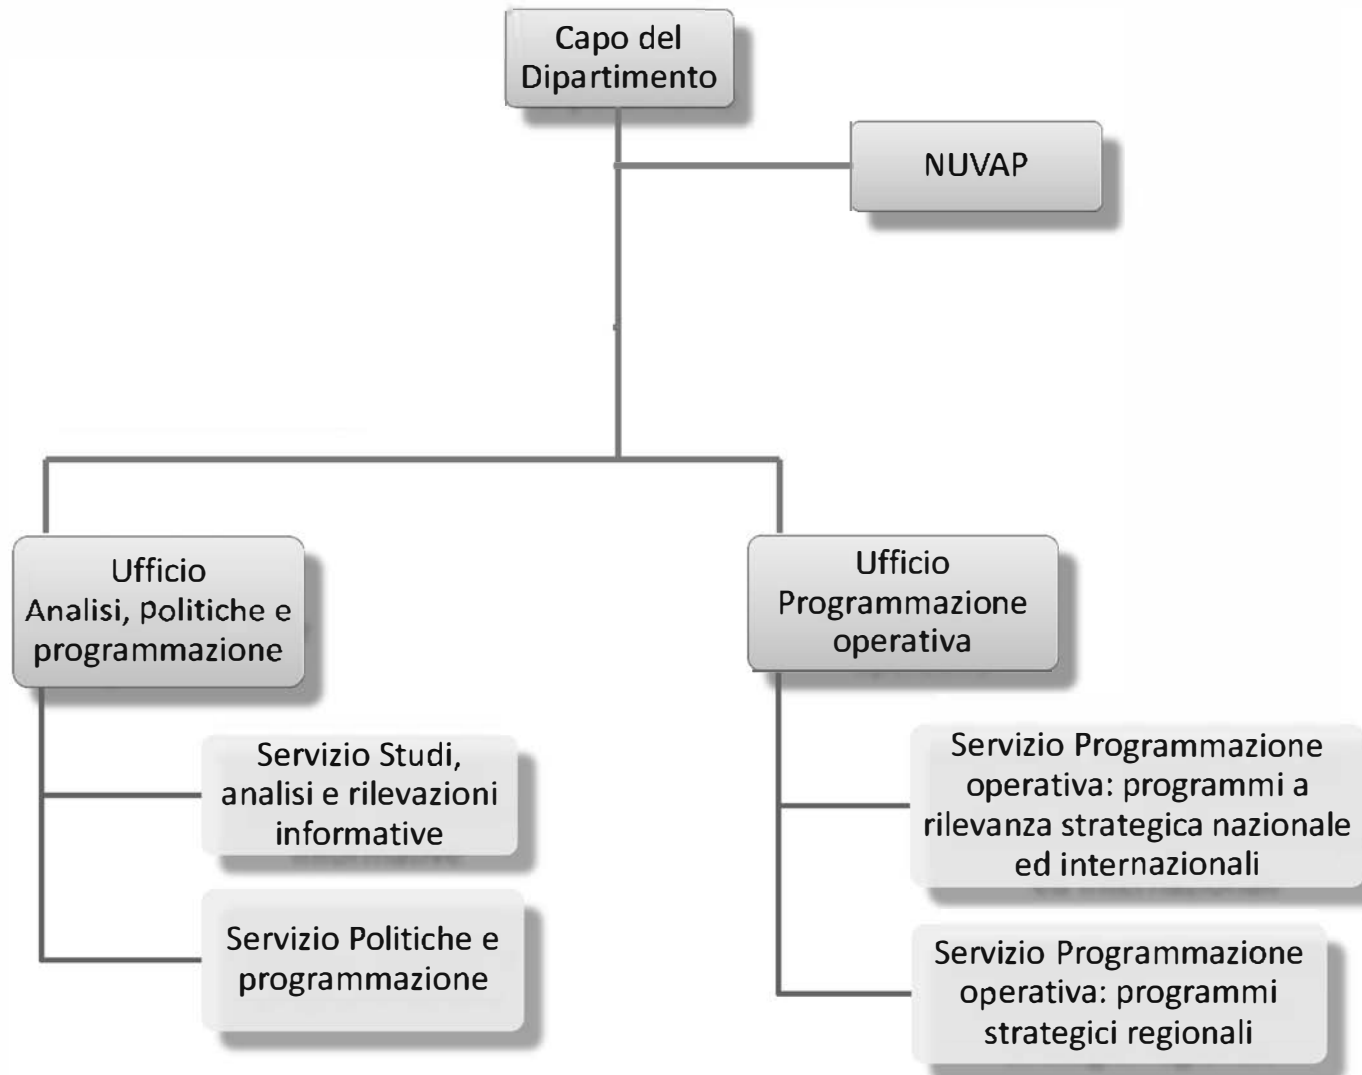 Capo del
Dipartimento
NUVAP
Ufficio
Analisi, politiche e
programmazione
Servizio Studi,
analisi e rilevazioni
informative
Servizio Politiche e
programmazione
Ufficio
Programmazione
operativa
Servizio Programmazione
operativa: programmi a
rilevanza strategica nazionale
ed internazionali
Servizio Programmazione
operativa: programmi
strategici regionali